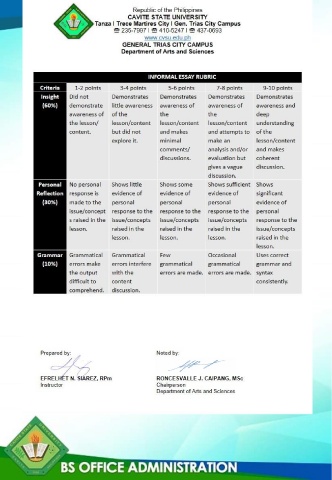 Republic of the Philippines
CAVITE STATE UNIVERSITY
Tanza | Trece Martires City | Gen. Trias City Campus
☎ 235-7997 | ☎ 410-5247 | ☎ 437-0693
www.cvsu.edu.ph
GENERAL TRIAS CITY CAMPUS
Department of Arts and Sciences
INFORMAL ESSAY RUBRIC
Criteria 1-2 points 3-4 points 5-6 points 7-8 points 9-10 points
Insight Did not Demonstrates Demonstrates Demonstrates Demonstrates
(60%) demonstrate little awareness awareness of awareness of awareness and
awareness of of the the the deep
the lesson/ lesson/content lesson/content lesson/content understanding
content. but did not and makes and attempts to of the
explore it. minimal make an lesson/content
comments/ analysis and/or and makes
discussions. evaluation but coherent
gives a vague discussion.
discussion.
Personal No personal Shows little Shows some Shows sufficient Shows
Reflection response is evidence of evidence of evidence of significant
(30%) made to the personal personal personal evidence of
issue/concept response to the response to the response to the personal
s raised in the issue/concepts issue/concepts issue/concepts response to the
lesson. raised in the raised in the raised in the issue/concepts
lesson. lesson. lesson. raised in the
lesson.
Grammar Grammatical Grammatical Few Occasional Uses correct
(10%) errors make errors interfere grammatical grammatical grammar and
the output with the errors are made. errors are made. syntax
difficult to content consistently.
comprehend. discussion.
Prepared by: Noted by:
EFRELHET N. SIAREZ, RPm RONCESVALLE J. CAIPANG, MSc
Instructor Chairperson
Department of Arts and Sciences
BS OFFICE ADMINISTRATION